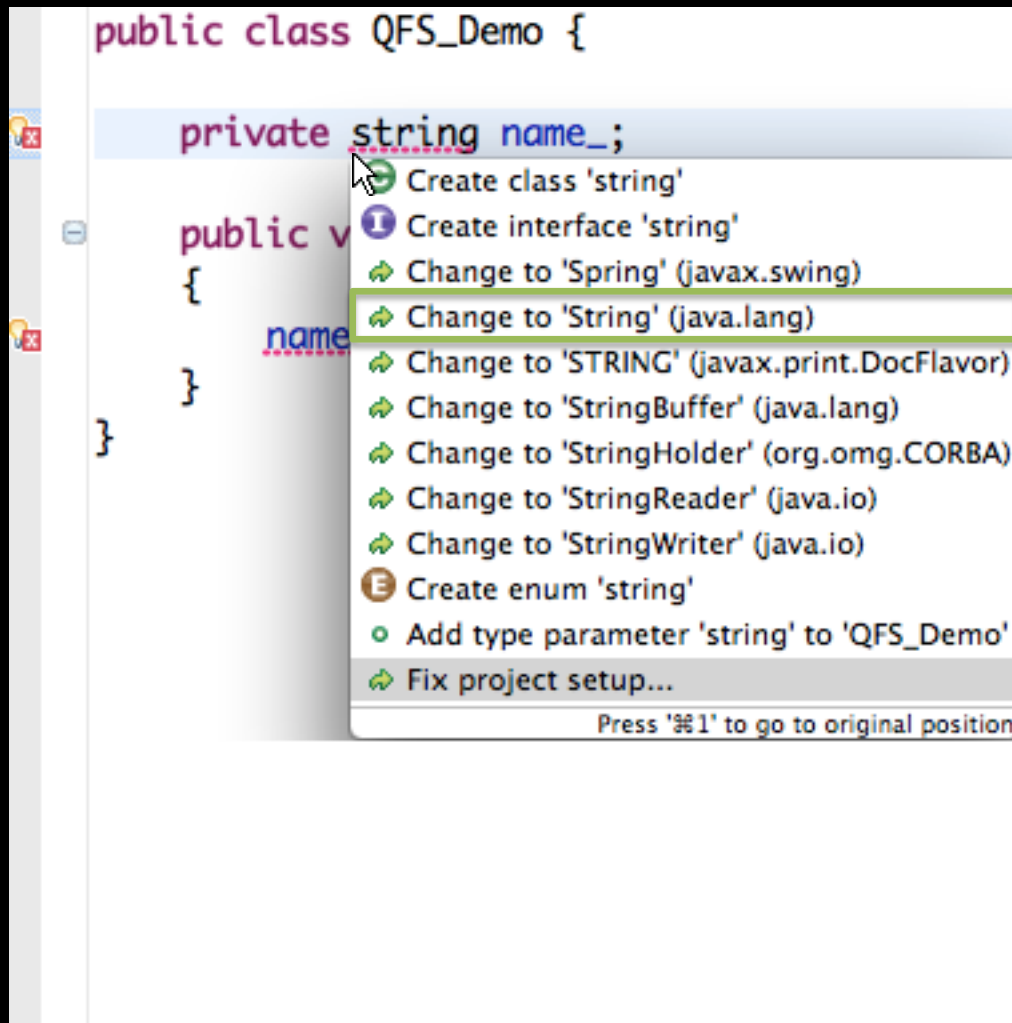 public class QFS_Demo {
private string name_;
Create class 'string'
public v
Create interface 'string'
{
Change to 'Spring' (javax.swing)
name
Change to 'String' (java.lang)
}
Change to 'STRING' (javax.print.DocFlavor)
Change to 'StringBuffer' (java.lang)
}
Change to 'StringHolder' (org.omg.CORBA)
Change to 'StringReader' (java.io)
Change to 'StringWriter' (java.io)
E Create enum 'string'
Add type parameter 'string' to 'QFS_Demo'
Fix project setup...
Press '⌘1' to go to original position